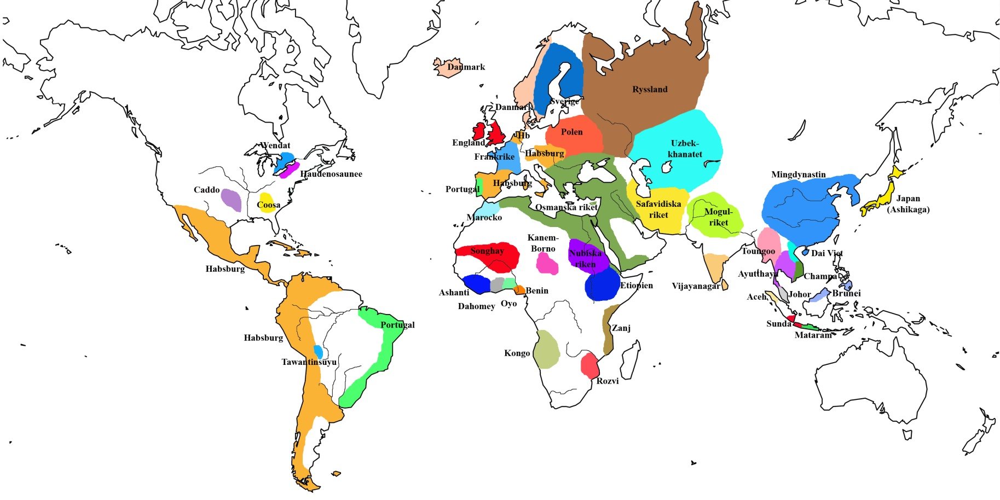 Danmark
Ryssland
Sverige
Danmark
Polen
England
Hb
Habsburg
Frankrike
Uzbek-
khanatet
Wendat
Haudenosaunee
Caddo
Coosa
Portugal
Habsburg
Osmanska riket
Marocko
Safavidiska
riket
Mogul-
riket
Mingdynastin
Japan
(Ashikaga)
Habsburg
Songhay
Kanem-
Borno
Nubiska
riken
Etiopien
Ashanti
Dahomey
Oyo
Benin
Vijayanagar
Toungoo
Dai Viet
Ayutthaya
Champa
Aceh
Johor
Brunei
Sunda
Mataram
Habsburg
Portugal
Tawantinsuyu
Kongo
Zanj
Rozvi